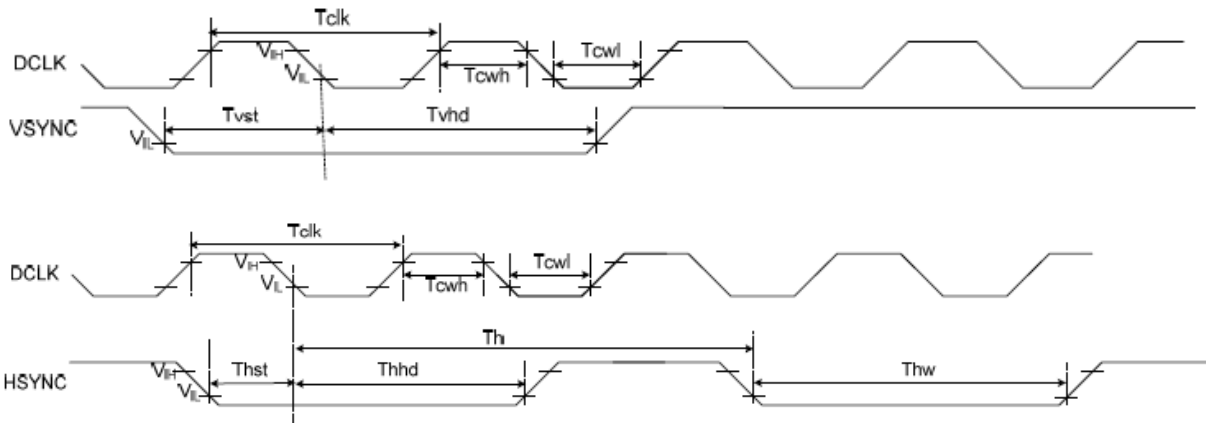 Tclk
DCLK
VIH
VIL
Tcwh
Tcwl
VSYNC
VIL
Tvst
Tvhd
Tclk
DCLK
VIH
VIL
Tcwh
Tcwl
Th
HSYNC
VIH
VIL
Thst
Thhd
Thw